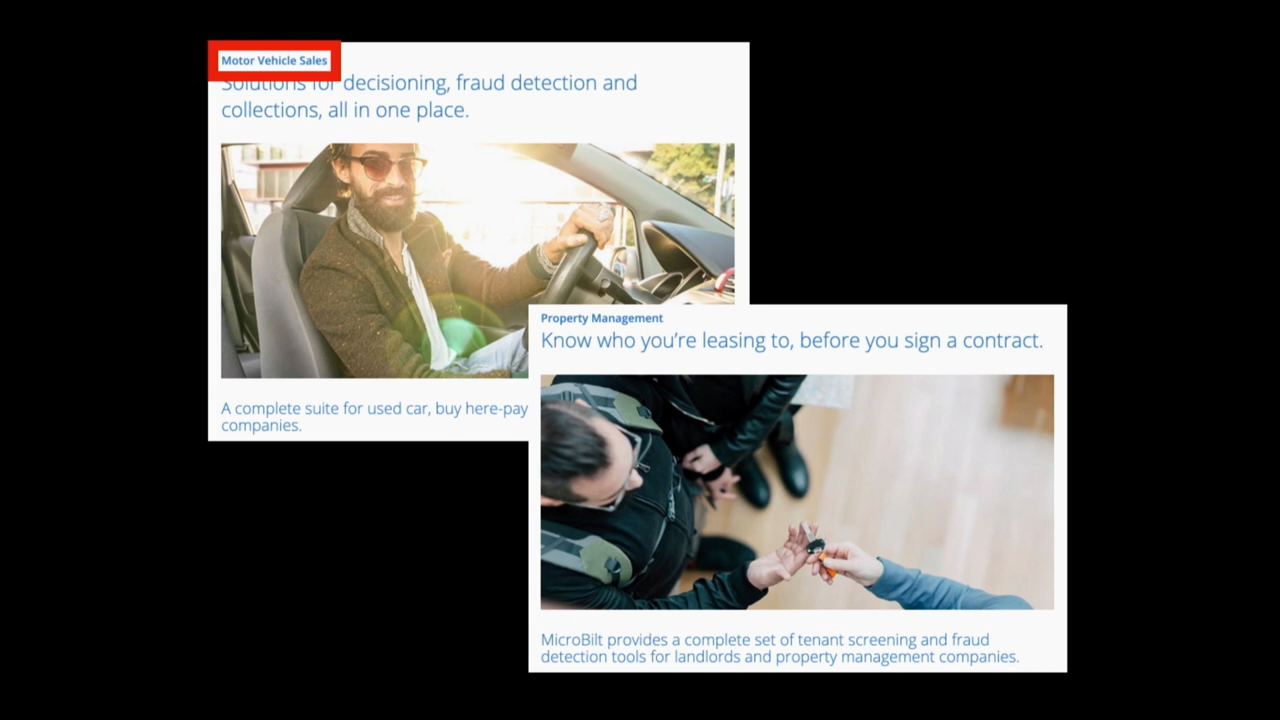 Motor Vehicle Sales
Solutions for decisioning, fraud detection and
collections, all in one place.
A complete suite for used car, buy here-pay
companies.
Property Management
Know who you’re leasing to, before you sign a contract.
MicroBilt provides a complete set of tenant screening and fraud
detection tools for landlords and property management companies.